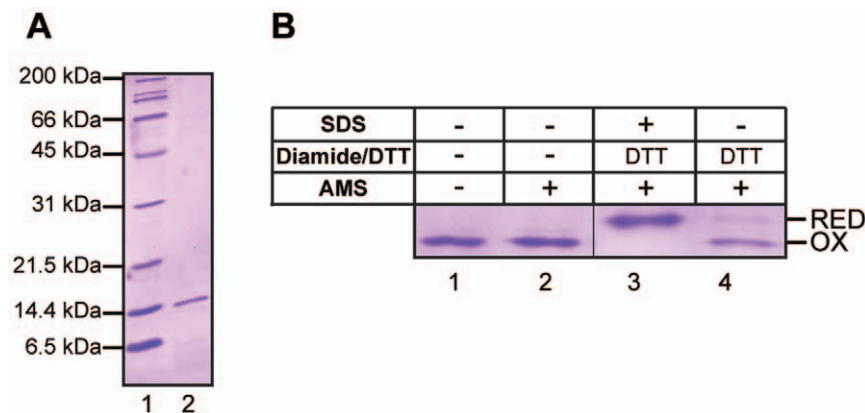 A
B
200 kDa
66 kDa
45 kDa
31 kDa
21.5 kDa
14.4 kDa
6.5 kDa
1 2
SDS - - + -
Diamide/DTT - - DTT DTT
AMS - + + +
RED
OX
1 2 3 4